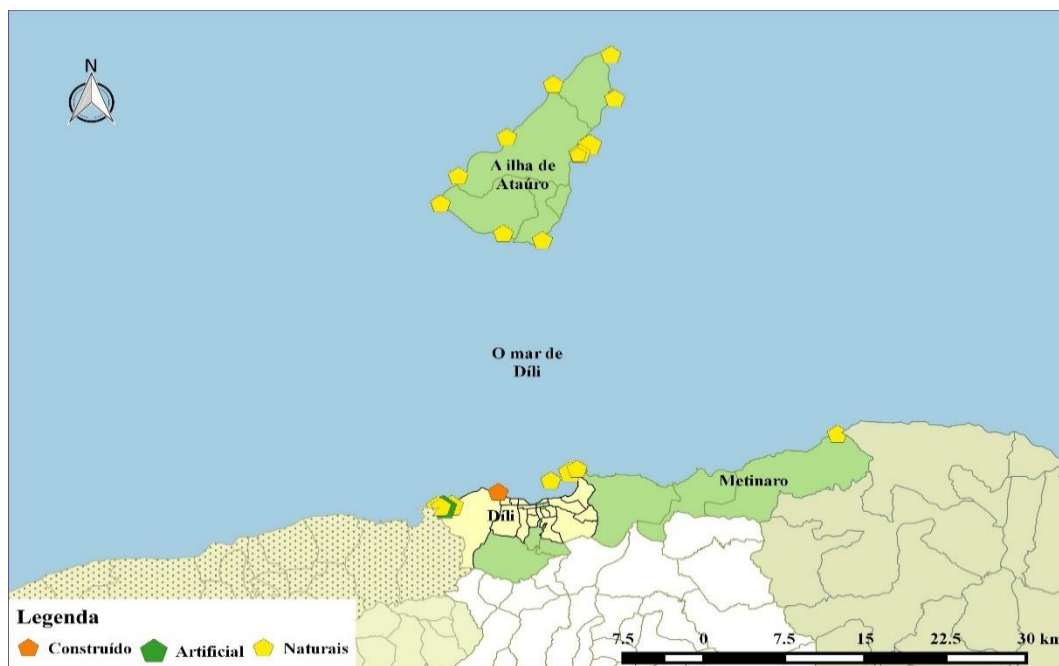 N
A ilha de
Ataúro
O mar de
Díli
Metinaro
Díli
Legenda
Construído Artificial Naturais
7.5 0 7.5 15 22.5 30 km